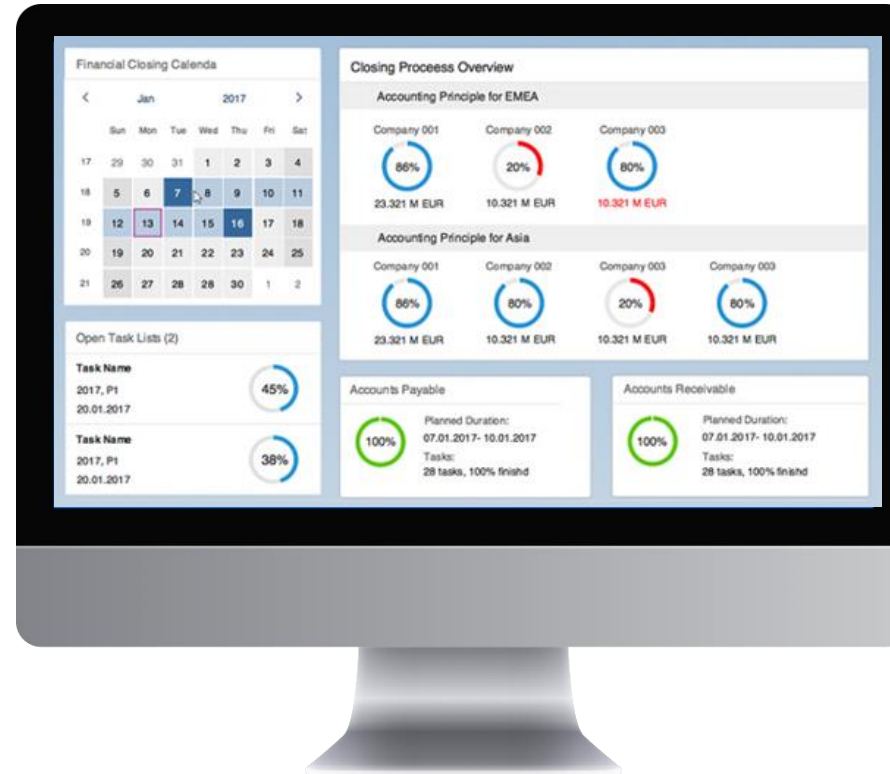 Financial Closing Calenda
< Jan 2017 >
Sun Mon Tue Wed Thu Fri Sat
17 29 30 31 1 2 3 4
18 5 6 7 8 9 10 11
19 12 13 14 15 16 17 18
20 19 20 21 22 23 24 25
21 26 27 28 28 30 1 2
Open Task Lists (2)
Task Name
2017, P1
20.01.2017
45%
Task Name
2017, P1
20.01.2017
38%
Closing Proceess Overview
Accounting Principle for EMEA
Company 001 Company 002 Company 003
86% 20% 80%
23.321 M EUR 10.321 M EUR 10.321 M EUR
Accounting Principle for Asia
Company 001 Company 002 Company 003 Company 003
86% 80% 20% 80%
23.321 M EUR 10.321 M EUR 10.321 M EUR 10.321 M EUR
Accounts Payable
100%
Planned Duration:
07.01.2017- 10.01.2017
Tasks:
28 tasks, 100% finishd
Accounts Receivable
100%
Planned Duration:
07.01.2017- 10.01.2017
Tasks:
28 tasks, 100% finishd